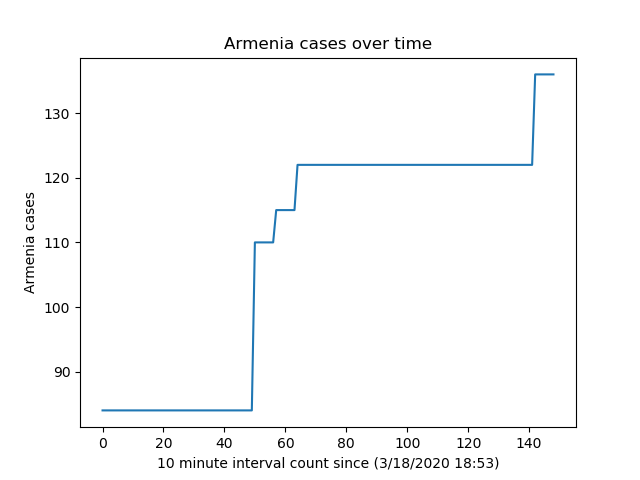 Armenia cases over time
130
120
110
100
90
Armenia cases
0 20 40 60 80 100 120 140
10 minute interval count since (3/18/2020 18:53)